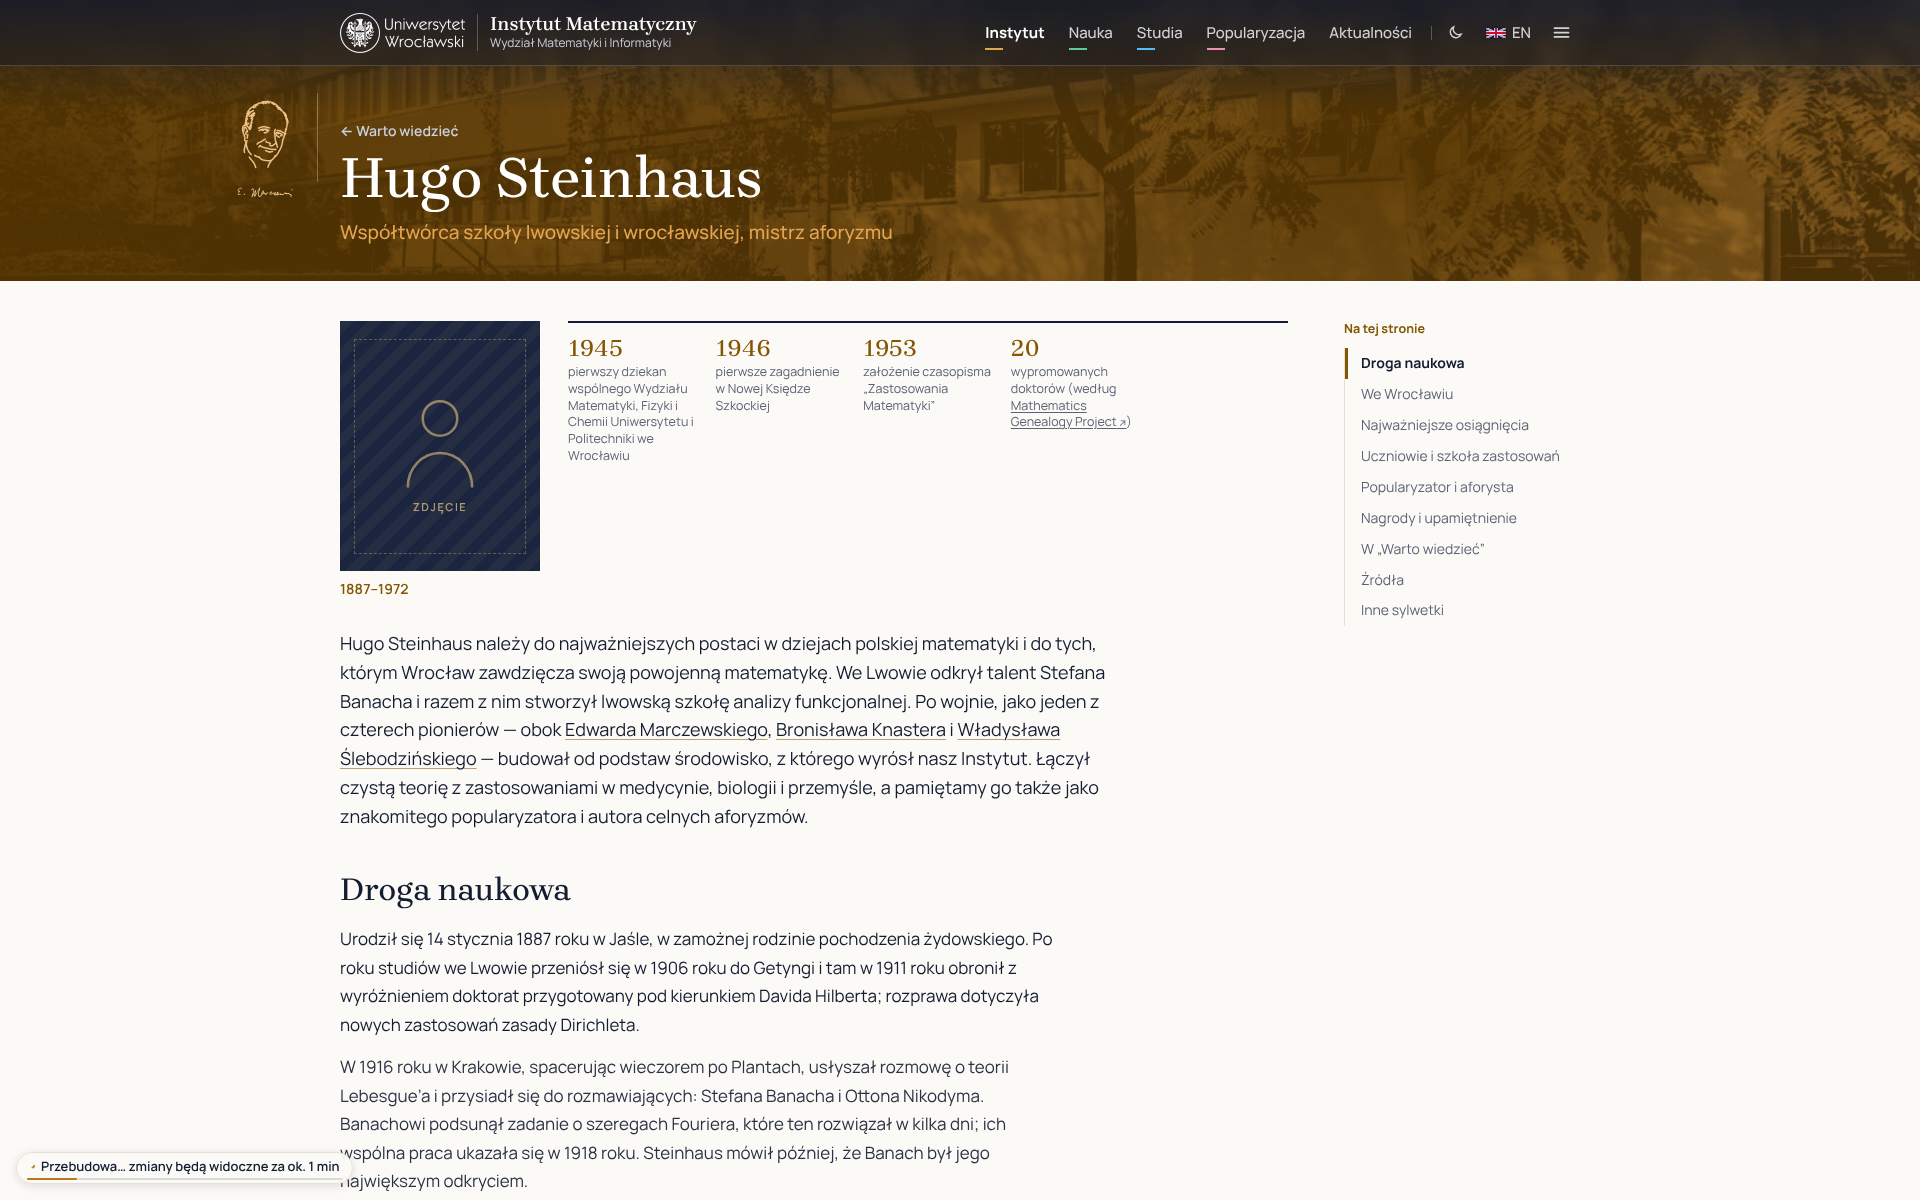 Uniwersytet
Wrocławski
Instytut Matematyczny
Wydział Matematyki i Informatyki
Instytut
Nauka
Studia
Popularyzacja
Aktualności
EN
← Warto wiedzieć
Hugo Steinhaus
Współtwórca szkoły lwowskiej i wrocławskiej, mistrz aforyzmu
E. Marczewski
ZDJĘCIE
1887–1972
1945
pierwszy dziekan
wspólnego Wydziału
Matematyki, Fizyki i
Chemii Uniwersytetu i
Politechniki we
Wrocławiu
1946
pierwsze zagadnienie
w Nowej Księdze
Szkockiej
1953
założenie czasopisma
„Zastosowania
Matematyki”
20
wypromowanych
doktorów (według
Mathematics
Genealogy Project ↗)
Na tej stronie
Droga naukowa
We Wrocławiu
Najważniejsze osiągnięcia
Uczniowie i szkoła zastosowań
Popularyzator i aforysta
Nagrody i upamiętnienie
W „Warto wiedzieć”
Źródła
Inne sylwetki
Hugo Steinhaus należy do najważniejszych postaci w dziejach polskiej matematyki i do tych,
którym Wrocław zawdzięcza swoją powojenną matematykę. We Lwowie odkrył talent Stefana
Banacha i razem z nim stworzył lwowską szkołę analizy funkcjonalnej. Po wojnie, jako jeden z
czterech pionierów — obok Edwarda Marczewskiego, Bronisława Knastera i Władysława
Ślebodzińskiego — budował od podstaw środowisko, z którego wyrósł nasz Instytut. Łączył
czystą teorię z zastosowaniami w medycynie, biologii i przemyśle, a pamiętamy go także jako
znakomitego popularyzatora i autora celnych aforyzmów.
Droga naukowa
Urodził się 14 stycznia 1887 roku w Jaśle, w zamożnej rodzinie pochodzenia żydowskiego. Po
roku studiów we Lwowie przeniósł się w 1906 roku do Getyngi i tam w 1911 roku obronił z
wyróżnieniem doktorat przygotowany pod kierunkiem Davida Hilberta; rozprawa dotyczyła
nowych zastosowań zasady Dirichleta.
W 1916 roku w Krakowie, spacerując wieczorem po Plantach, usłyszał rozmowę o teorii
Lebesgue’a i przysiadł się do rozmawiających: Stefana Banacha i Ottona Nikodyma.
Banachowi podsunął zadanie o szeregach Fouriera, które ten rozwiązał w kilka dni; ich
wspólna praca ukazała się w 1918 roku. Steinhaus mówił później, że Banach był jego
największym odkryciem.
Przebudowa… zmiany będą widoczne za ok. 1 min